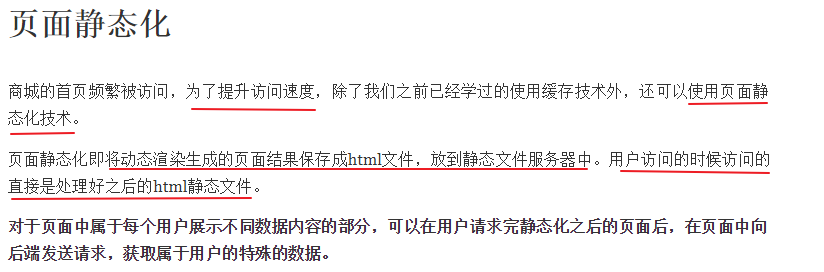 页面静态化
商城的首页频繁被访问，为了提升访问速度，除了我们之前已经学过的使用缓存技术外，还可以使用页面静
态化技术。
页面静态化即将动态渲染生成的页面结果保存成html文件，放到静态文件服务器中。用户访问的时候访问的
直接是处理好之后的html静态文件。
对于页面中属于每个用户展示不同数据内容的部分，可以在用户请求完静态化之后的页面后，在页面中向
后端发送请求，获取属于用户的特殊的数据。